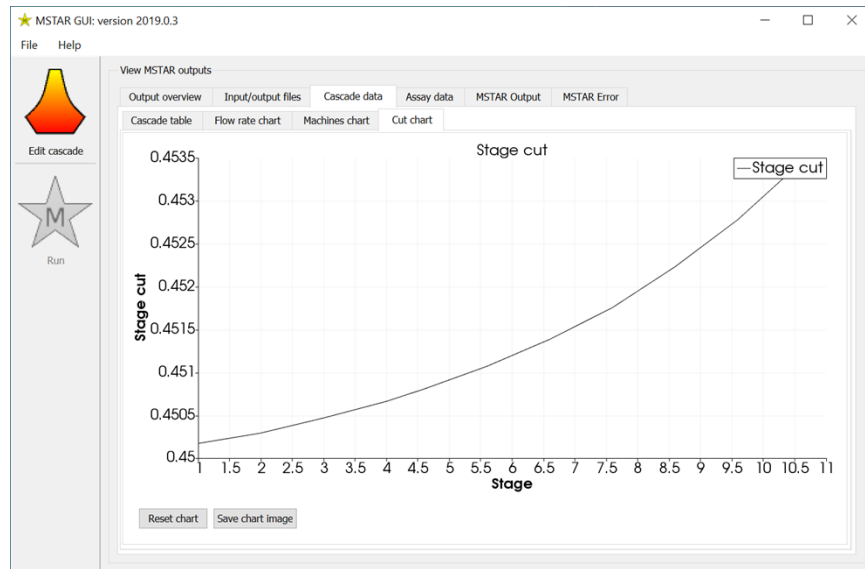 MSTAR GUI: version 2019.0.3
File Help
View MSTAR outputs
Output overview Input/output files Cascade data Assay data MSTAR Output MSTAR Error
Cascade table Flow rate chart Machines chart Cut chart
Edit cascade
M
Run
Stage cut
Stage cut
0.4535
0.453
0.4525
0.452
0.4515
0.451
0.4505
0.45
Stage cut
1 1.5 2 2.5 3 3.5 4 4.5 5 5.5 6 6.5 7 7.5 8 8.5 9 9.5 10 10.5 11
Stage
Reset chart Save chart image